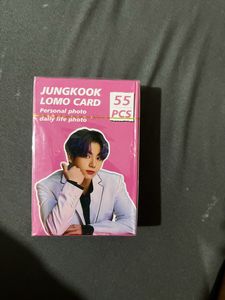 JUNGKOOK
LOMO CARD
Personal photo
daily life photo
55
PCS